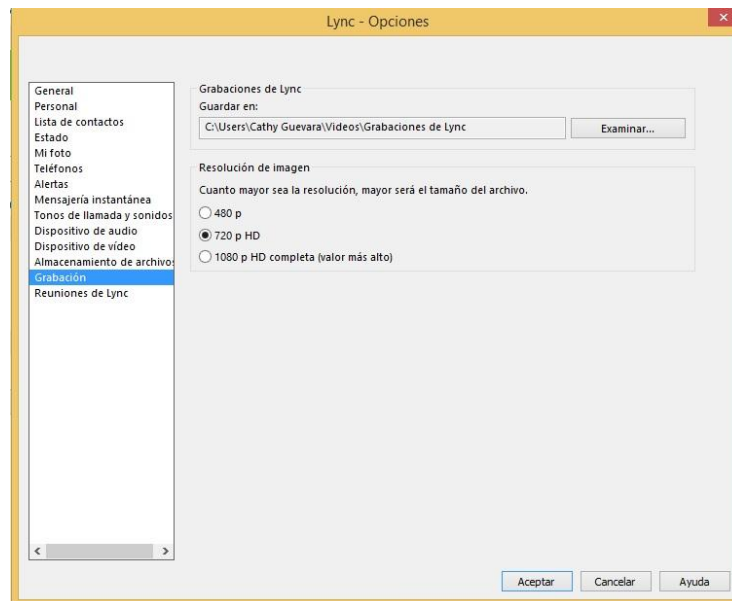 Lync - Opciones
General
Personal
Lista de contactos
Estado
Mi foto
Teléfonos
Alertas
Mensajería instantánea
Tonos de llamada y sonidos
Dispositivo de audio
Dispositivo de vídeo
Almacenamiento de archivos
Grabación
Reuniones de Lync
Grabaciones de Lync
Guardar en:
C:\Users\Cathy Guevara\Videos\Grabaciones de Lync
Examinar...
Resolución de imagen
Cuanto mayor sea la resolución, mayor será el tamaño del archivo.
480 p
720 p HD
1080 p HD completa (valor más alto)
Aceptar
Cancelar
Ayuda